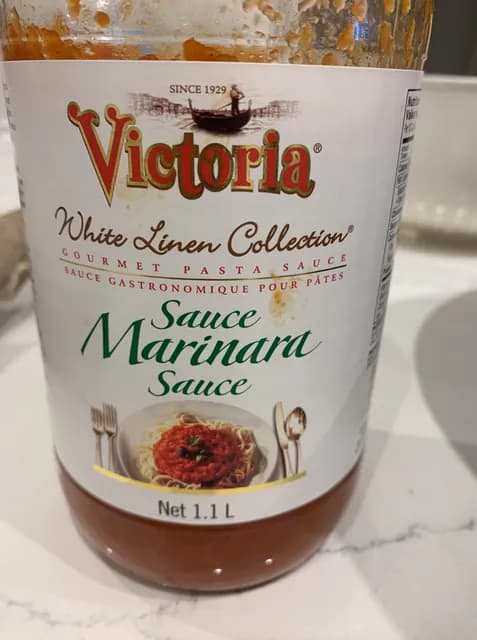 SINCE 1929
Victoria®
White Linen Collection®
GOURMET PASTA SAUCE
SAUCE GASTRONOMIQUE POUR PÂTES
Sauce
Marinara
Sauce
Net 1.1 L